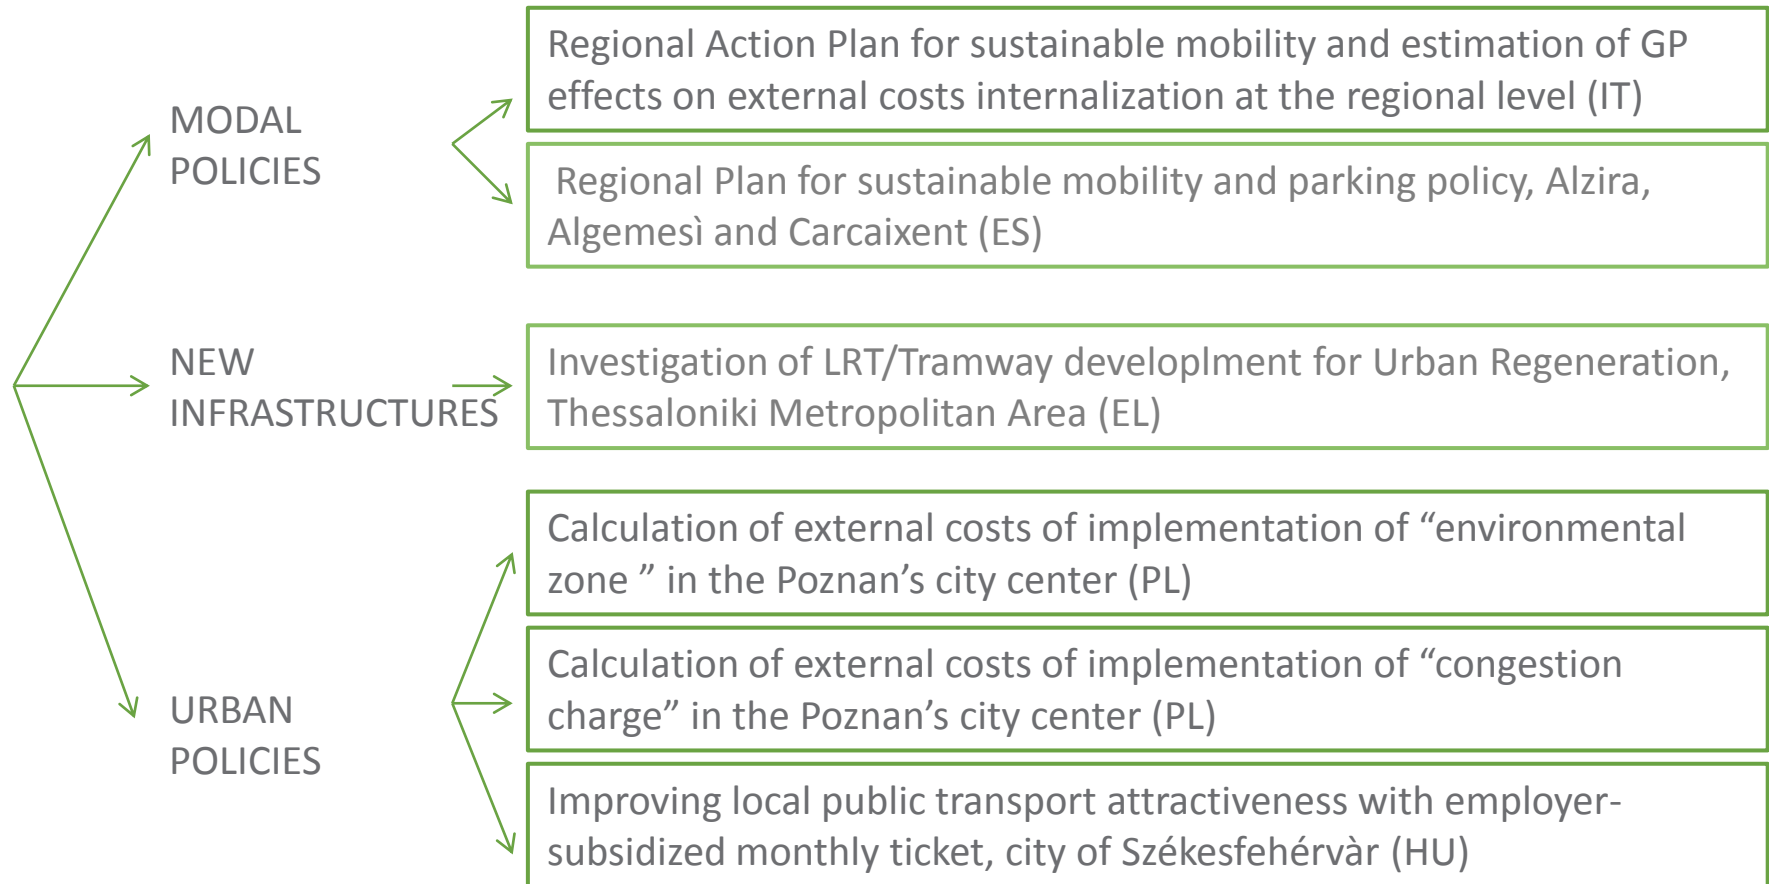 MODAL
POLICIES
Regional Action Plan for sustainable mobility and estimation of GP
effects on external costs internalization at the regional level (IT)
Regional Plan for sustainable mobility and parking policy, Alzira,
Algemesì and Carcaixent (ES)
NEW
INFRASTRUCTURES
Investigation of LRT/Tramway developlment for Urban Regeneration,
Thessaloniki Metropolitan Area (EL)
URBAN
POLICIES
Calculation of external costs of implementation of “environmental
zone ” in the Poznan’s city center (PL)
Calculation of external costs of implementation of “congestion
charge” in the Poznan’s city center (PL)
Improving local public transport attractiveness with employer-
subsidized monthly ticket, city of Székesfehérvàr (HU)